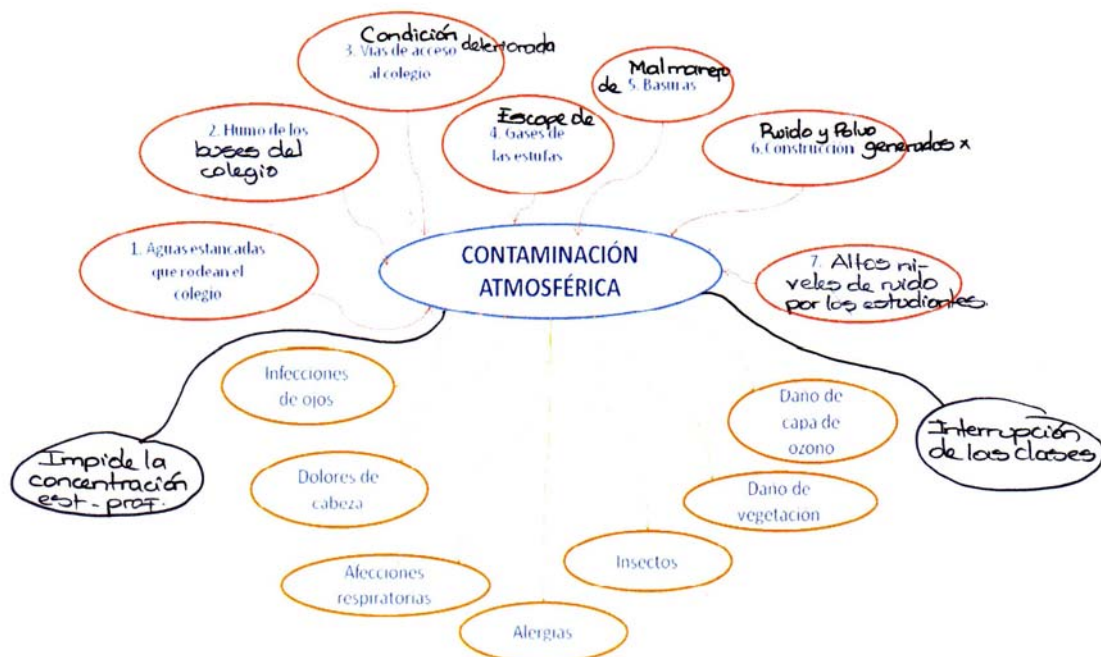 Condición deteriorada
3. Vías de acceso
al colegio
Mal manejo
de 5. Basuras
Escape de
4. Gases de
las estufas
2. Humo de los
buses del
colegio
Ruido y Polvo
6. Construcción generados x
1. Aguas estancadas
que rodean el
colegio
CONTAMINACIÓN
ATMOSFÉRICA
7. Altos ni-
veles de ruido
por los estudiantes.
Infecciones
de ojos
Daño de
capa de
ozono
Impide la
concentración
est - prof.
Interrupción
de las clases
Dolores de
cabeza
Daño de
vegetación
Afecciones
respiratorias
Insectos
Alergias